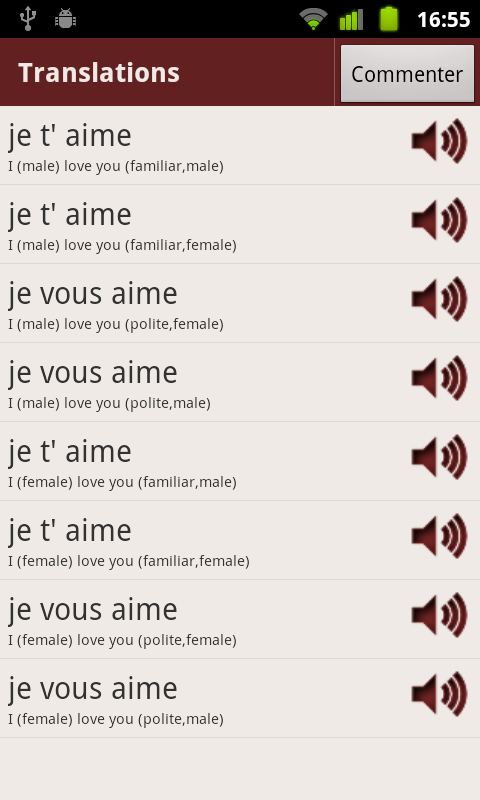 16:55
Translations
Commenter
je t' aime
I (male) love you (familiar,male)
je t' aime
I (male) love you (familiar,female)
je vous aime
I (male) love you (polite,female)
je vous aime
I (male) love you (polite,male)
je t' aime
I (female) love you (familiar,male)
je t' aime
I (female) love you (familiar,female)
je vous aime
I (female) love you (polite,female)
je vous aime
I (female) love you (polite,male)